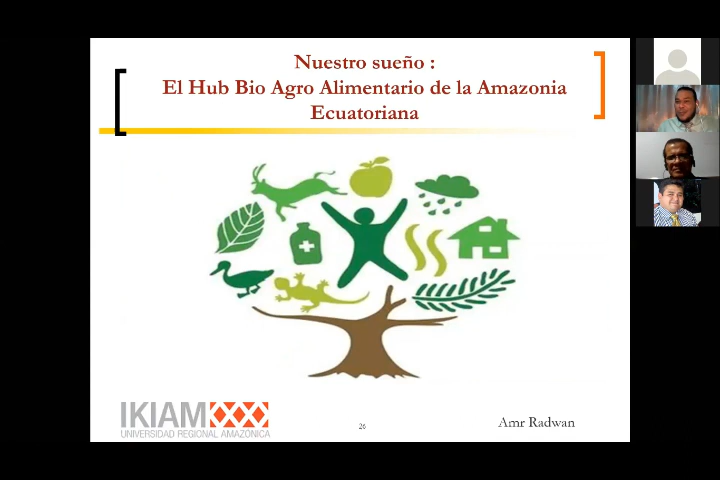 Nuestro sueño :
El Hub Bio Agro Alimentario de la Amazonia
Ecuatoriana
IKIAM
UNIVERSIDAD REGIONAL AMAZÓNICA
26
Amr Radwan